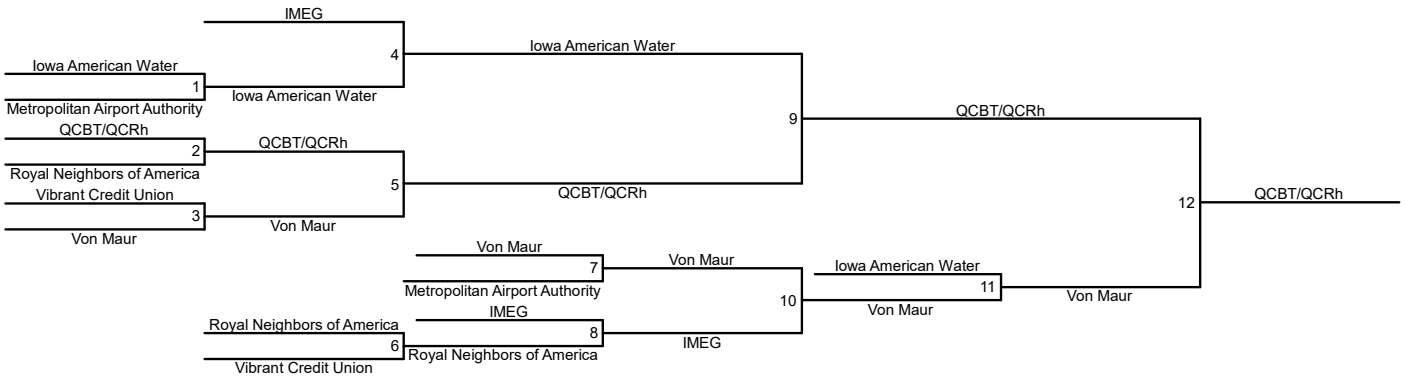 IMEG
Iowa American Water
4
Iowa American Water
1
Iowa American Water
Metropolitan Airport Authority
QCBT/QCRh
9
QCBT/QCRh
QCBT/QCRh
2
Royal Neighbors of America
Vibrant Credit Union
5
QCBT/QCRh
12
QCBT/QCRh
3
Von Maur
Von Maur
Von Maur
7
Von Maur
Iowa American Water
Metropolitan Airport Authority
10
11
Von Maur
Von Maur
IMEG
Royal Neighbors of America
8
IMEG
6
Royal Neighbors of America
Vibrant Credit Union